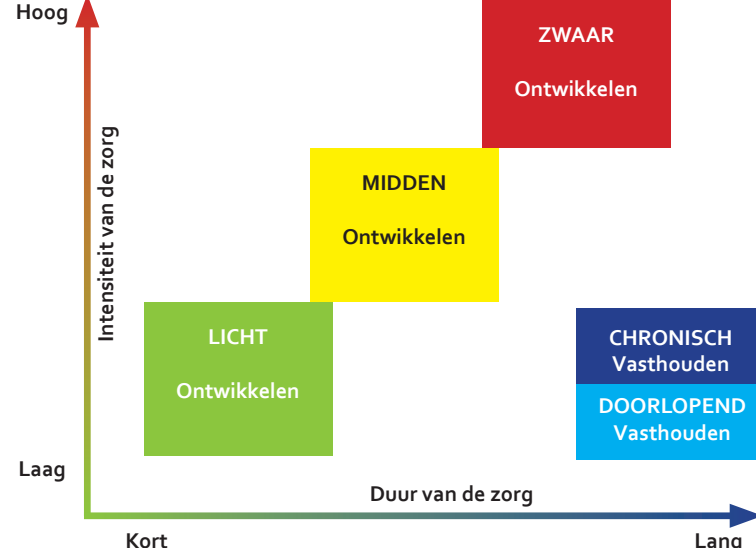 Hoog
ZWAAR
Ontwikkelen
Intensiteit van de zorg
MIDDEN
Ontwikkelen
LICHT
Ontwikkelen
CHRONISCH
Vasthouden
DOORLOPEND
Vasthouden
Laag
Duur van de zorg
Kort
Lang